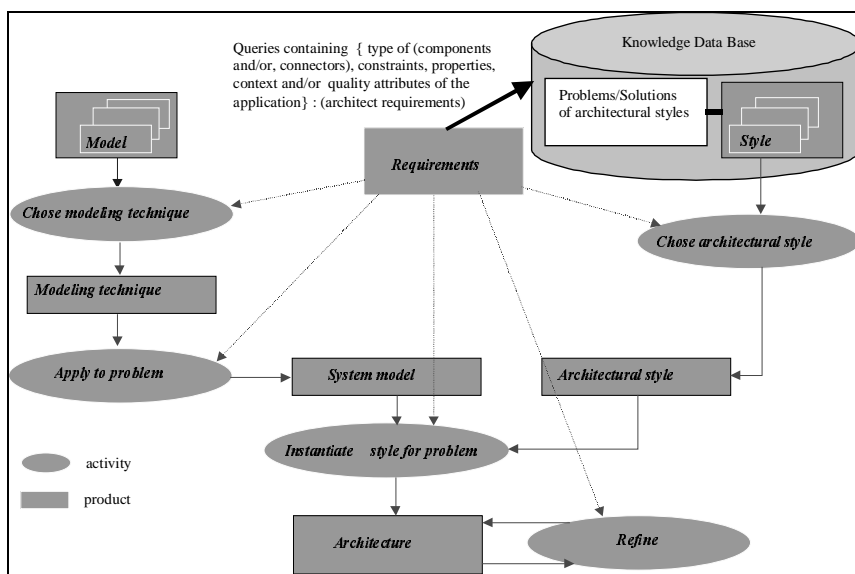 Queries containing { type of (components
and/or, connectors), constraints, properties,
context and/or quality attributes of the
application} : (architect requirements)
Knowledge Data Base
Problems/Solutions
of architectural styles
Style
Model
Requirements
Chose modeling technique
Chose architectural style
Modeling technique
Apply to problem
System model
Architectural style
Instantiate style for problem
activity
product
Architecture
Refine